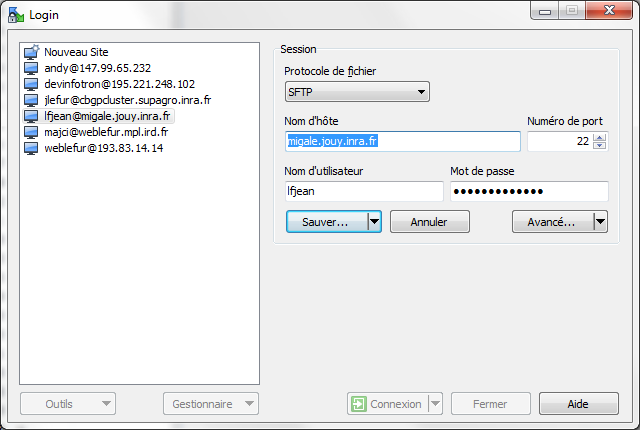 Login
Nouveau Site
andy@147.99.65.232
devinfotron@195.221.248.102
jlefur@cbgpcluster.supagro.inra.fr
lfjean@migale.jouy.inra.fr
majci@weblefur.mpl.ird.fr
weblefur@193.83.14.14
Session
Protocole de fichier
SFTP
Nom d'hôte Numéro de port
migale.jouy.inra.fr 22
Nom d'utilisateur Mot de passe
lfjean •••••••••••••
Sauver... Annuler Avancé...
Outils Gestionnaire Connexion Fermer Aide